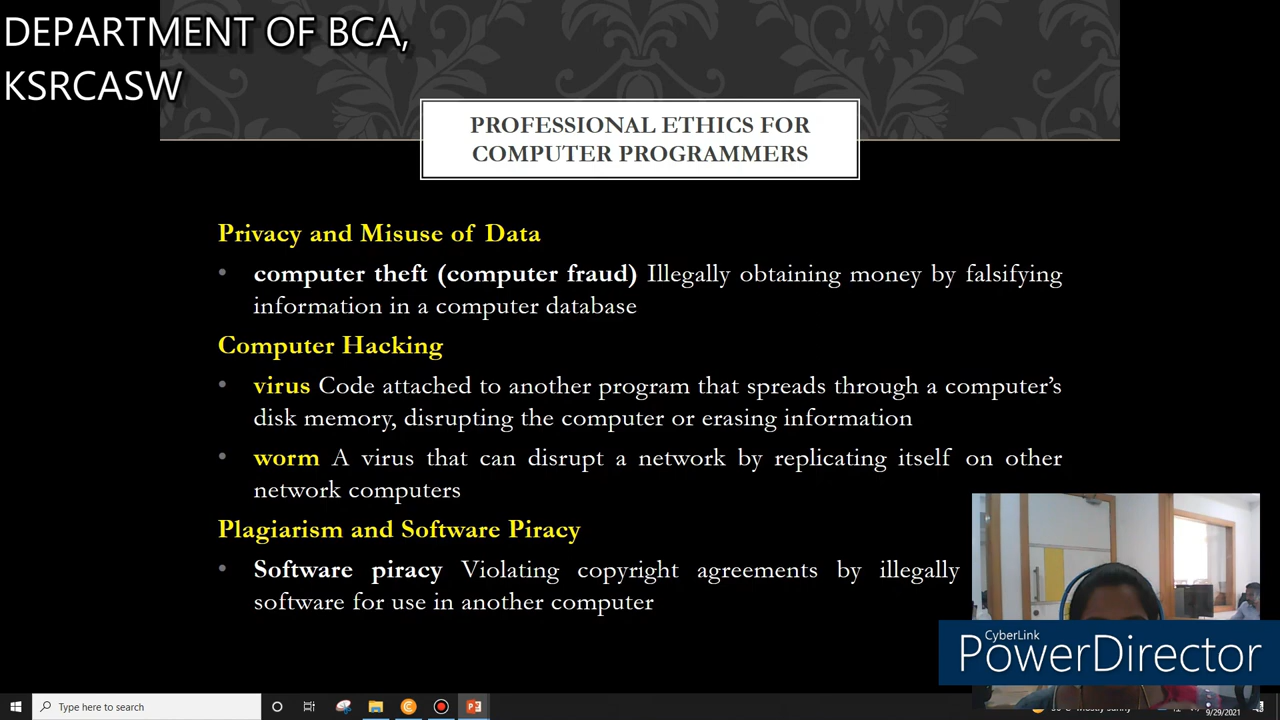 DEPARTMENT OF BCA,
KSRCASW
PROFESSIONAL ETHICS FOR
COMPUTER PROGRAMMERS
Privacy and Misuse of Data
• computer theft (computer fraud) Illegally obtaining money by falsifying
information in a computer database
Computer Hacking
• virus Code attached to another program that spreads through a computer’s
disk memory, disrupting the computer or erasing information
• worm A virus that can disrupt a network by replicating itself on other
network computers
Plagiarism and Software Piracy
• Software piracy Violating copyright agreements by illegally
software for use in another computer
CyberLink
PowerDirector
Type here to search
9/29/2021